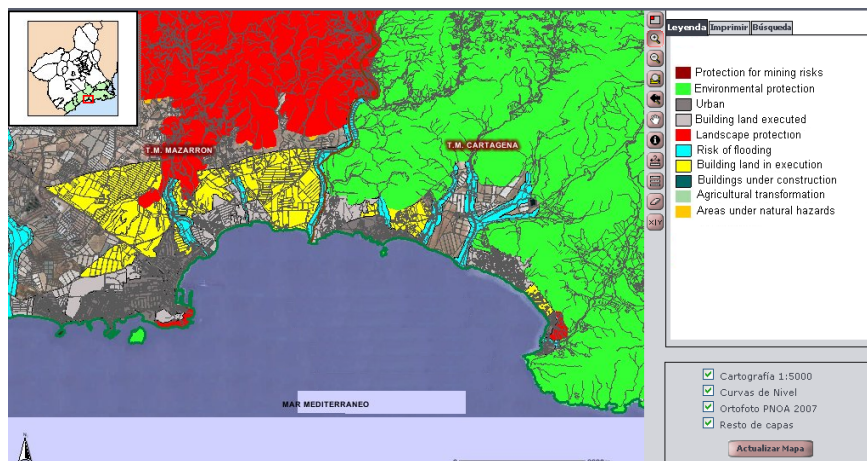 Leyenda Imprimir Búsqueda
Protection for mining risks
Environmental protection
Urban
Building land executed
Landscape protection
Risk of flooding
Building land in execution
Buildings under construction
Agricultural transformation
Areas under natural hazards
T.M. MAZARRON
T.M. CARTAGENA
MAR MEDITERRANEO
X|Y
Cartografía 1:5000
Curvas de Nivel
Ortofoto PNOA 2007
Resto de capas
Actualizar Mapa